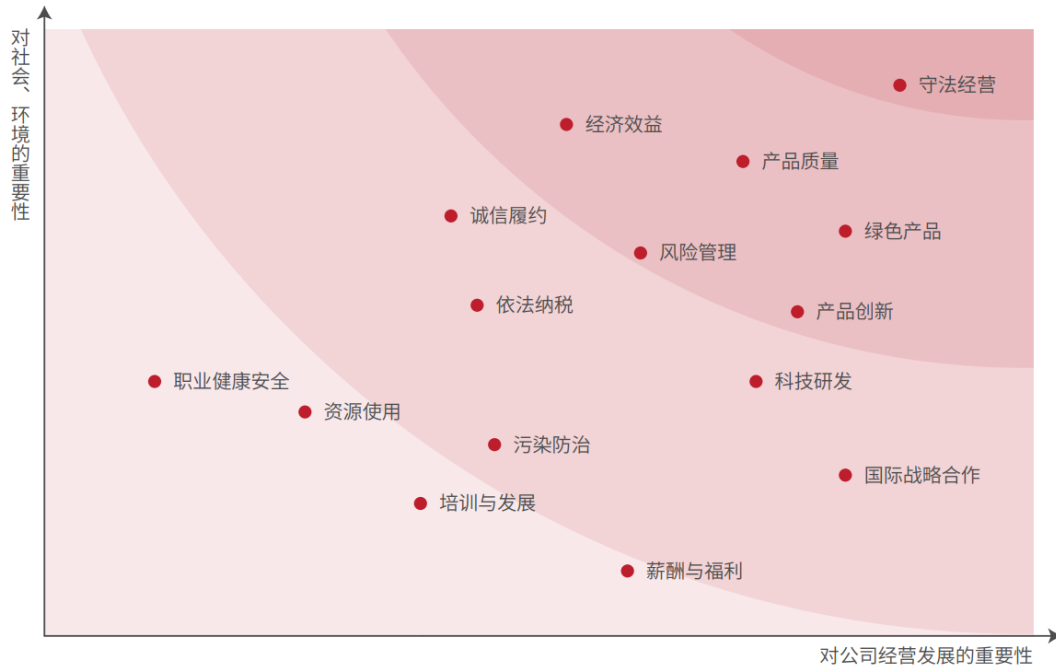 对社会、环境的重要性
守法经营
经济效益
产品质量
诚信履约
绿色产品
风险管理
依法纳税
产品创新
职业健康安全
科技研发
资源使用
污染防治
国际战略合作
培训与发展
薪酬与福利
对公司经营发展的重要性